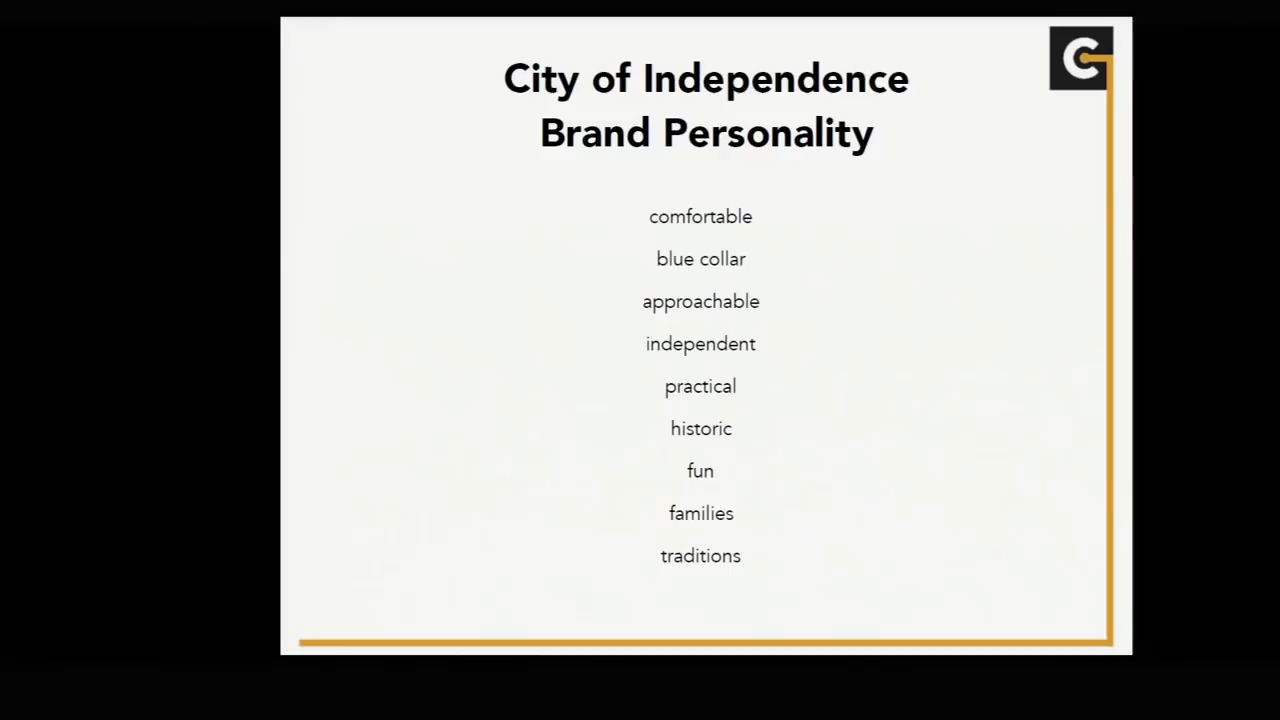 City of Independence
Brand Personality
comfortable
blue collar
approachable
independent
practical
historic
fun
families
traditions